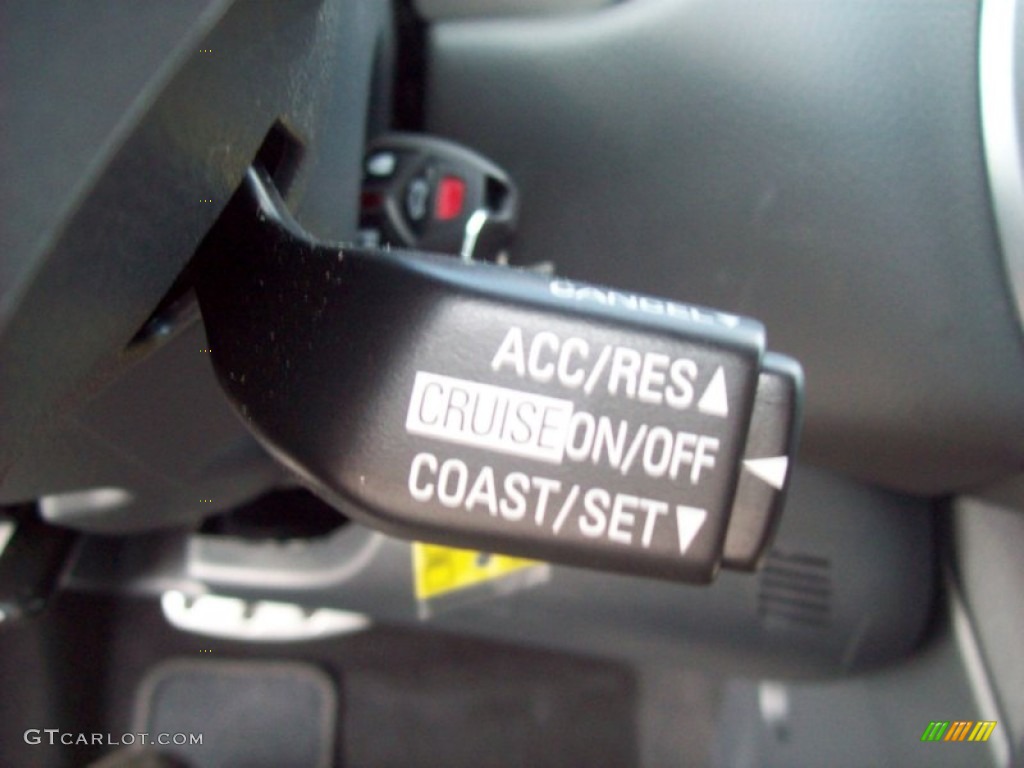 CANCEL
ACC/RES
CRUISE ON/OFF
COAST/SET
GTCARLOT.COM